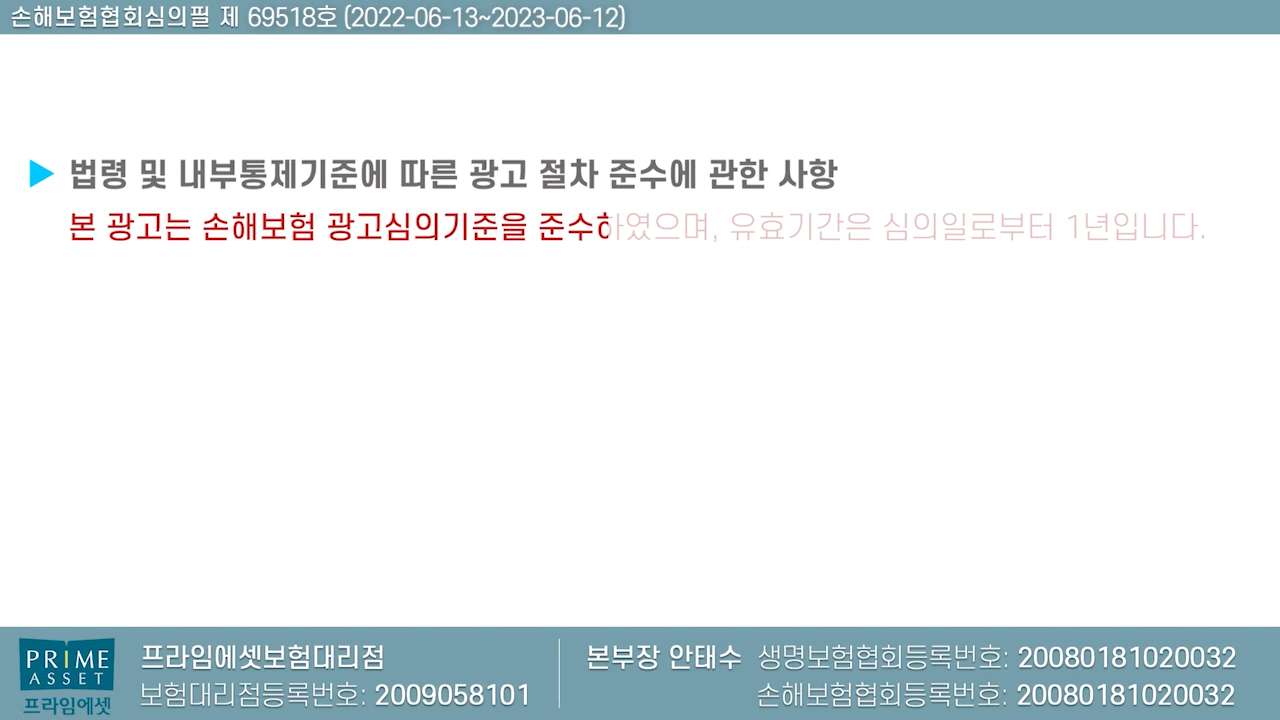 손해보험협회심의필 제 69518호 (2022-06-13~2023-06-12)
▶ 법령 및 내부통제기준에 따른 광고 절차 준수에 관한 사항
본 광고는 손해보험 광고심의기준을 준수하였으며, 유효기간은 심의일로부터 1년입니다.
PRIME
ASSET
프라임에셋
프라임에셋보험대리점
보험대리점등록번호: 2009058101
본부장 안태수 생명보험협회등록번호: 20080181020032
손해보험협회등록번호: 20080181020032